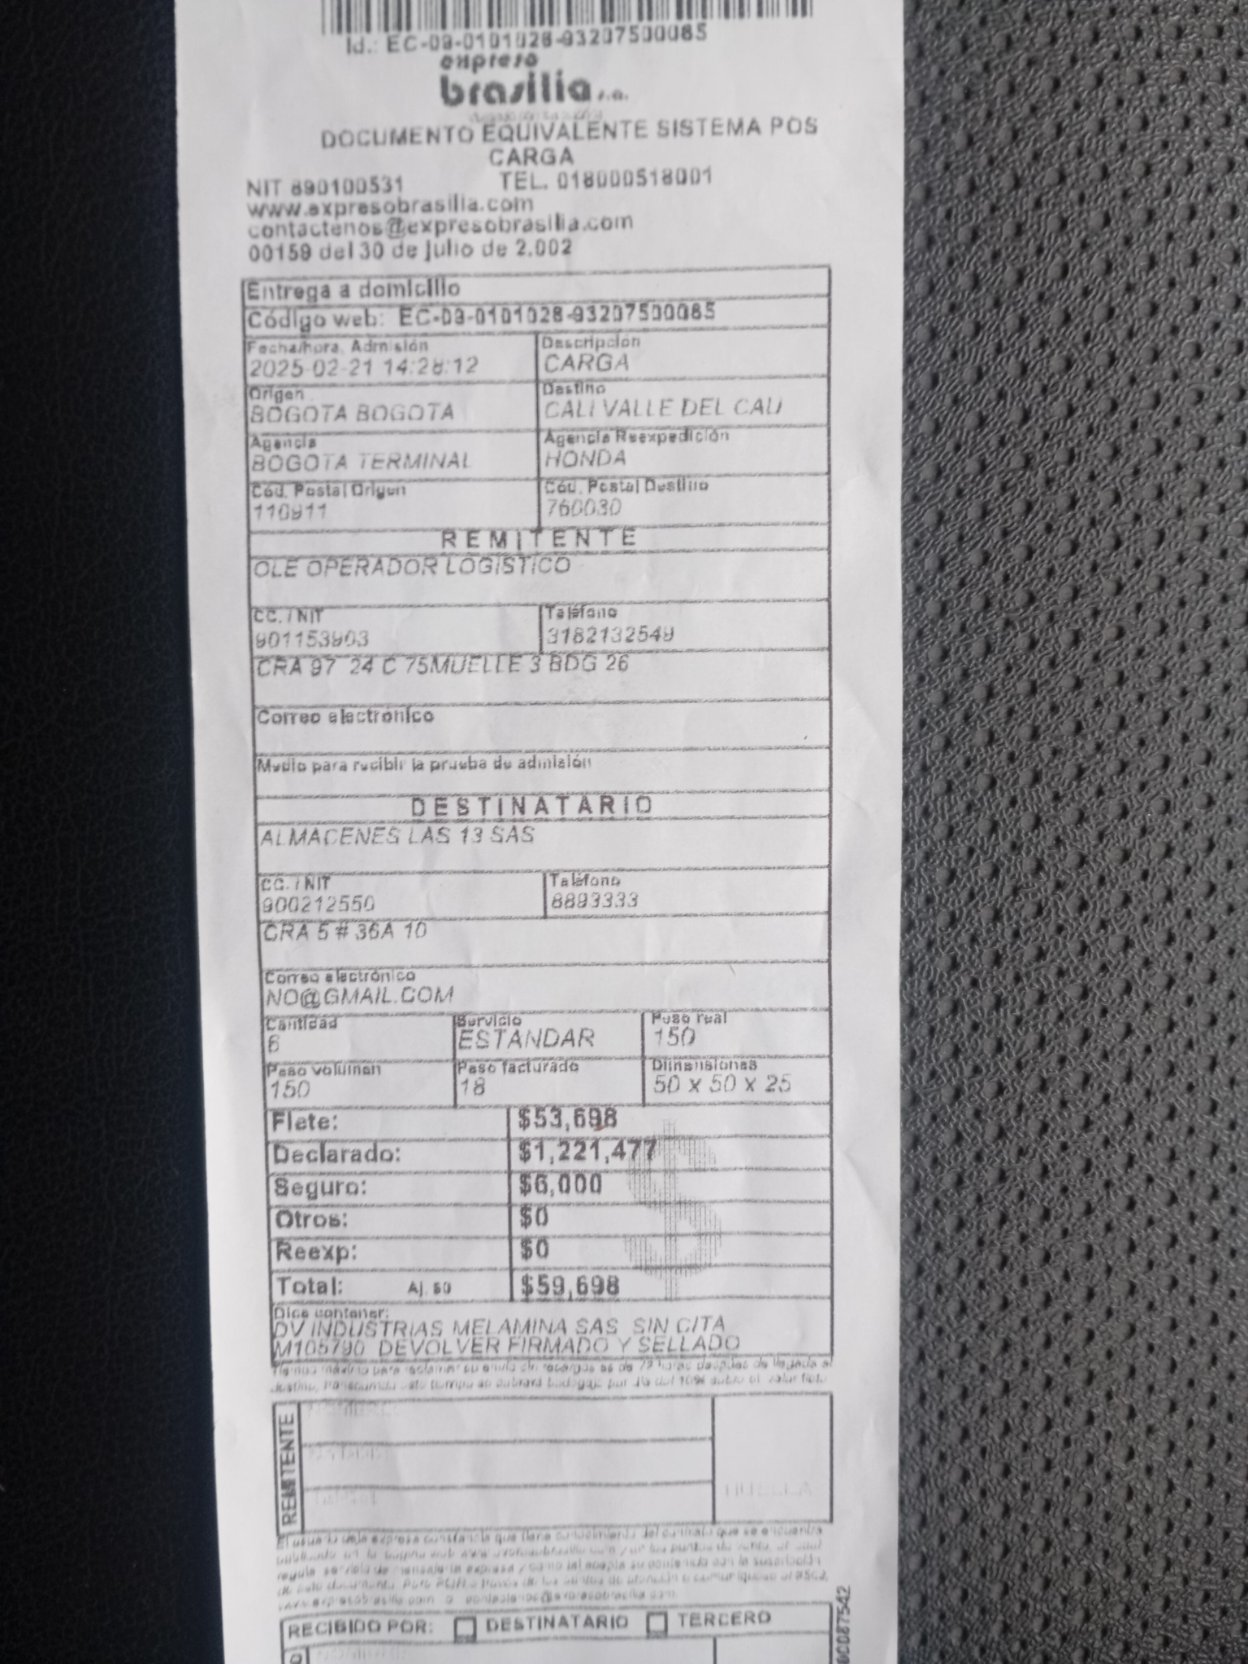 Id.: EC-09-0101028-93207500085
expreso
brasilia s.a.
DOCUMENTO EQUIVALENTE SISTEMA POS
CARGA
NIT 890100531 TEL. 018000518001
www.expresobrasilia.com
contactenos@expresobrasilia.com
00159 del 30 de julio de 2.002
Entrega a domicilio
Código web: EC-09-0101028-93207500085
Fecha/hora. Admisión Descripción
2025-02-21 14:28:12 CARGA
Origen Destino
BOGOTA BOGOTA CALI VALLE DEL CAU
Agencia Agencia Reexpedición
BOGOTA TERMINAL HONDA
Cód. Postal Origen Cód. Postal Destino
110911 760030
REMITENTE
OLE OPERADOR LOGISTICO
CC. / NIT Teléfono
901153903 3182132549
CRA 97 24 C 75MUELLE 3 BDG 26
Correo electrónico
Medio para recibir la prueba de admisión
DESTINATARIO
ALMACENES LAS 13 SAS
CC. / NIT Teléfono
900212550 8893333
CRA 5 # 36A 10
Correo electrónico
NO@GMAIL.COM
Cantidad Servicio Peso real
6 ESTANDAR 150
Peso volumen Peso facturado Dimensiones
150 18 50 x 50 x 25
Flete: $53,698
Declarado: $1,221,477
Seguro: $6,000
Otros: $0
Reexp: $0
Total: Aj. 50 $59,698
Dice contener:
DV INDUSTRIAS MELAMINA SAS SIN CITA
M105790 DEVOLVER FIRMADO Y SELLADO
REMITENTE
HUELLA
RECIBIDO POR: DESTINATARIO TERCERO